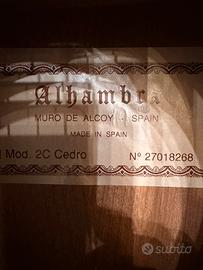 Alhambra
MURO DE ALCOY - SPAIN
MADE IN SPAIN
Mod. 2C Cedro Nº 27018268
subito